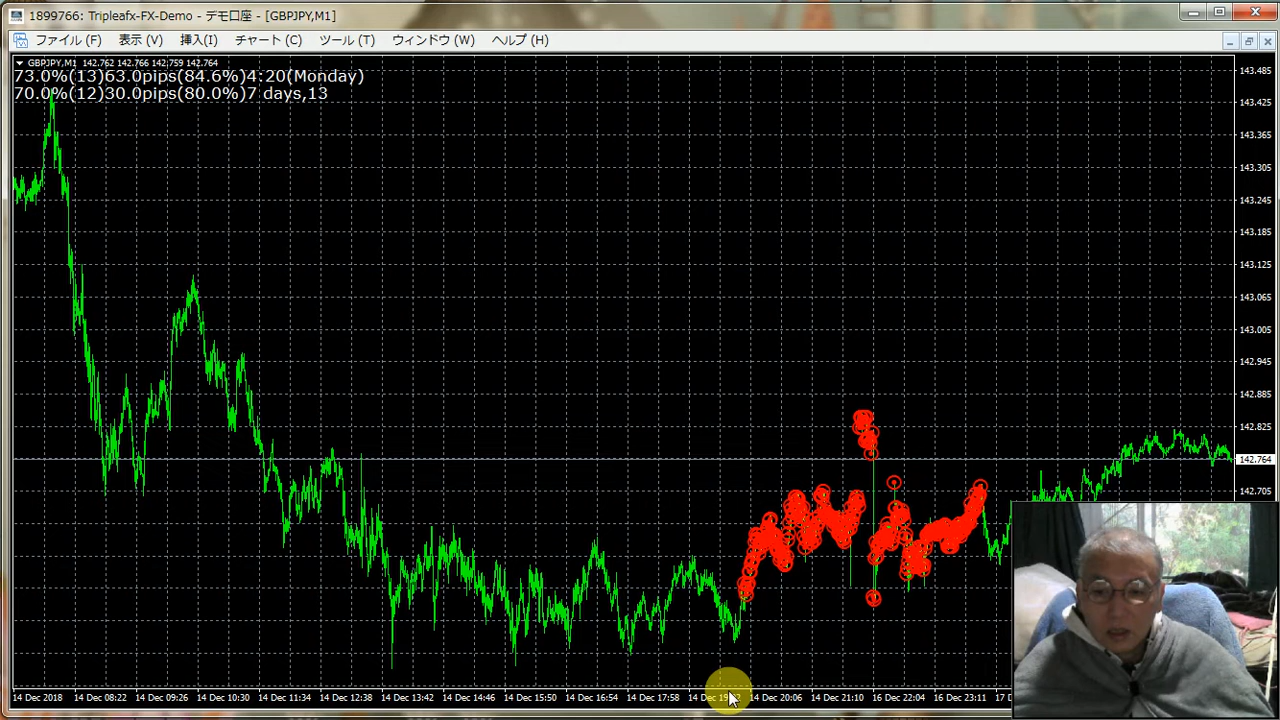 1899766: Tripleafx-FX-Demo - デモ口座 - [GBPJPY,M1]
ファイル (F) 表示 (V) 挿入(I) チャート (C) ツール (T) ウィンドウ (W) ヘルプ (H)
GBPJPY,M1 142.762 142.766 142.759 142.764
73.0%(13)63.0pips(84.6%)4:20(Monday)
70.0%(12)30.0pips(80.0%)7 days,13
143.485
143.425
143.365
143.305
143.245
143.185
143.125
143.065
143.005
142.945
142.885
142.825
142.764
142.705
14 Dec 2018 14 Dec 08:22 14 Dec 09:26 14 Dec 10:30 14 Dec 11:34 14 Dec 12:38 14 Dec 13:42 14 Dec 14:46 14 Dec 15:50 14 Dec 16:54 14 Dec 17:58 14 Dec 14 Dec 20:06 14 Dec 21:10 16 Dec 22:04 16 Dec 23:11 17